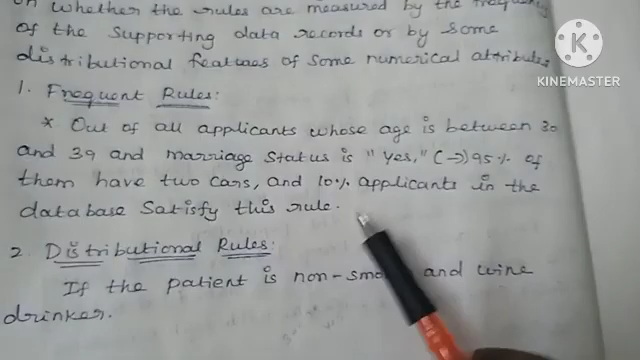 on whether the rules are measured by the frequency
of the supporting data records or by some
distributional features of some numerical attributes
1. Frequent Rules:
* Out of all applicants whose age is between 30
and 39 and marriage status is "Yes," (->) 95% of
them have two cars, and 10% applicants in the
database satisfy this rule.
2. Distributional Rules:
If the patient is non-smo and wine
drinker.
KINEMASTER